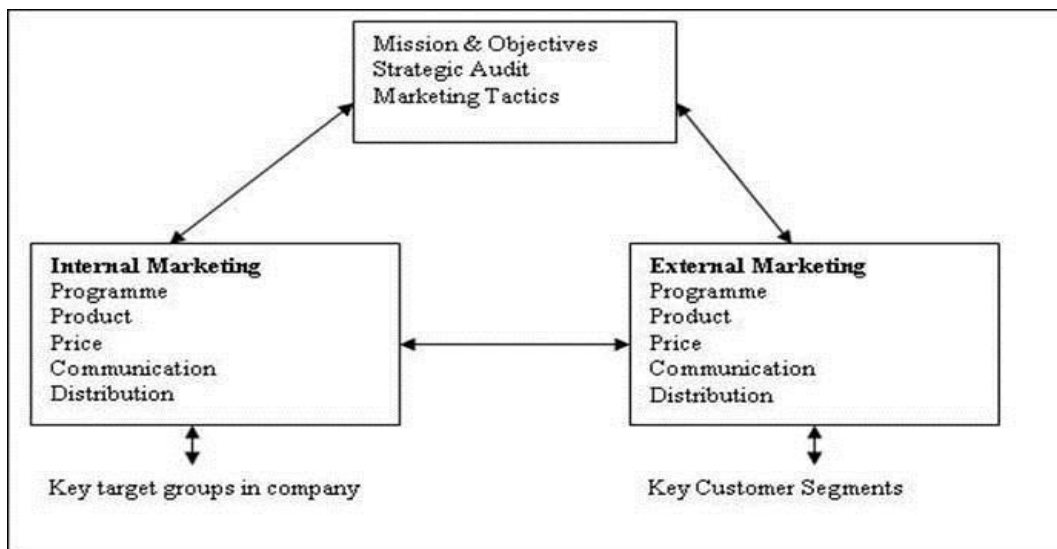 Mission & Objectives
Strategic Audit
Marketing Tactics
Internal Marketing
Programme
Product
Price
Communication
Distribution
External Marketing
Programme
Product
Price
Communication
Distribution
Key target groups in company
Key Customer Segments